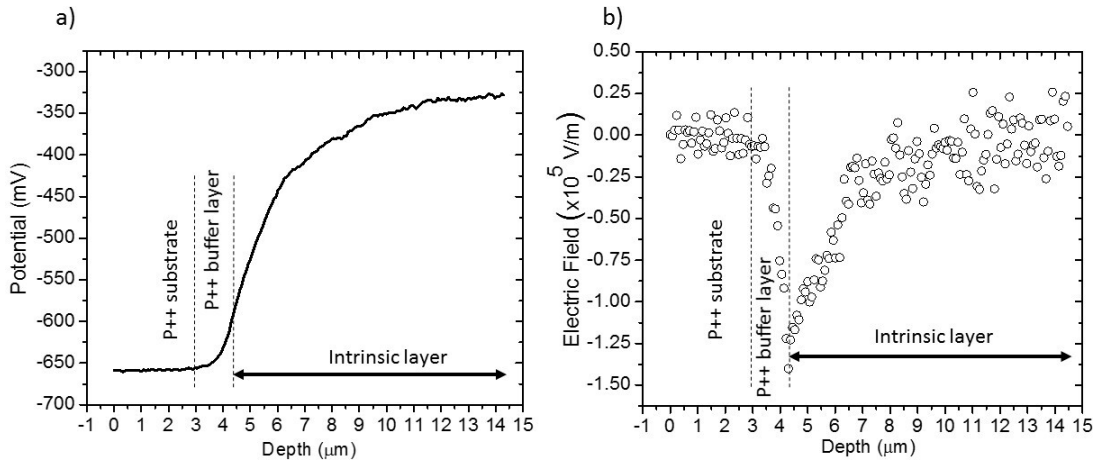 a)
-300
-350
-400
-450
-500
-550
-600
-650
-700
Potential (mV)
P++ substrate
P++ buffer layer
Intrinsic layer
-1 0 1 2 3 4 5 6 7 8 9 10 11 12 13 14 15
Depth (μm)
b)
0.50
0.25
0.00
-0.25
-0.50
-0.75
-1.00
-1.25
-1.50
Electric Field (x10⁵ V/m)
P++ substrate
P++ buffer layer
Intrinsic layer
-1 0 1 2 3 4 5 6 7 8 9 10 11 12 13 14 15
Depth (μm)